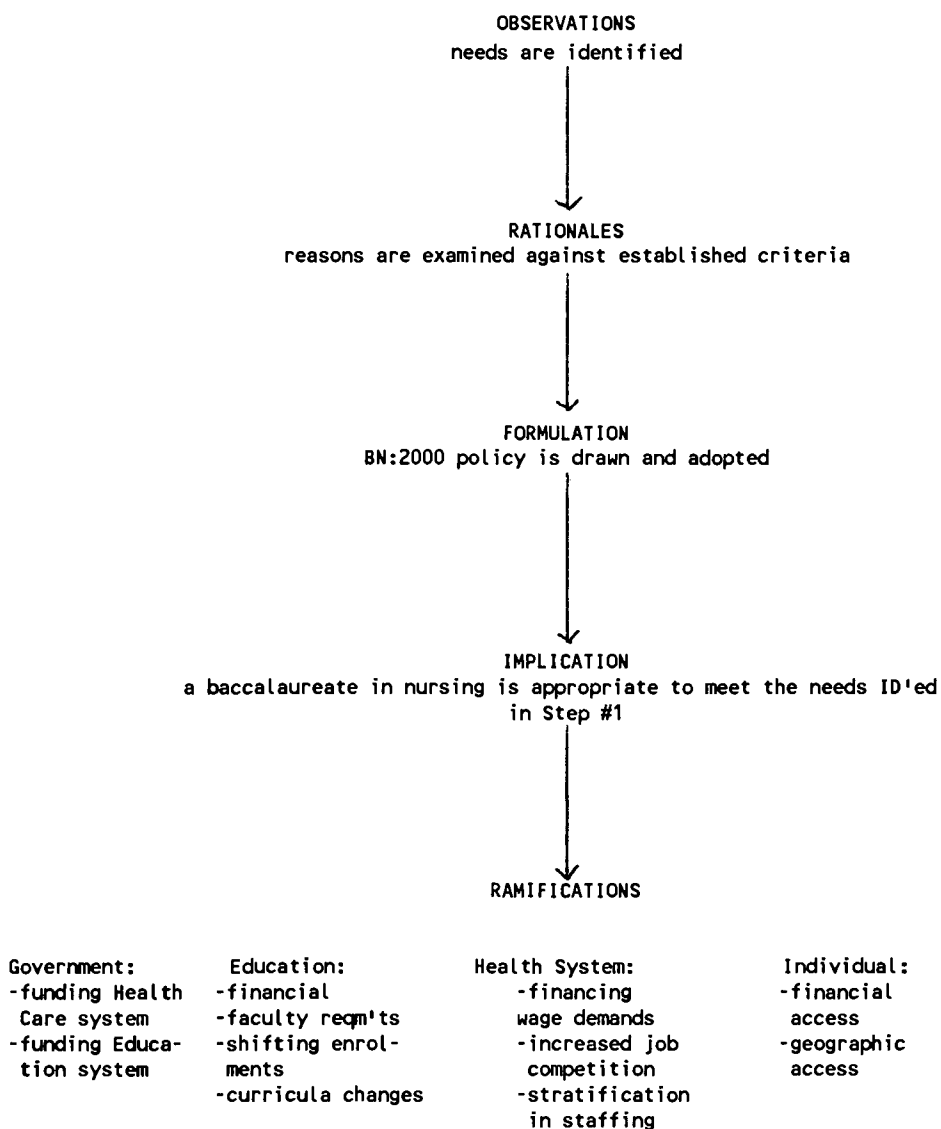 OBSERVATIONS
needs are identified
RATIONALES
reasons are examined against established criteria
FORMULATION
BN:2000 policy is drawn and adopted
IMPLICATION
a baccalaureate in nursing is appropriate to meet the needs ID'ed
in Step #1
RAMIFICATIONS
Government:
-funding Health
Care system
-funding Educa-
tion system
Education:
-financial
-faculty reqm'ts
-shifting enrol-
ments
-curricula changes
Health System:
-financing
wage demands
-increased job
competition
-stratification
in staffing
Individual:
-financial
access
-geographic
access